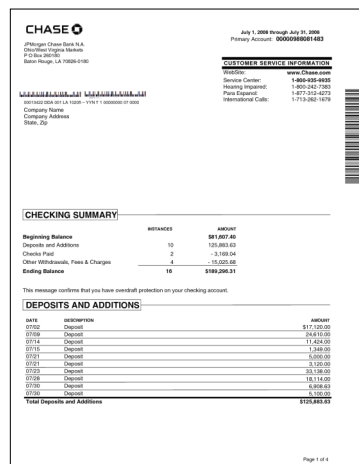 CHASE
July 1, 2008 through July 31, 2008
Primary Account: 00000988081483
JPMorgan Chase Bank N.A.
Ohio/West Virginia Markets
P O Box 260180
Baton Rouge, LA 70826-0180
CUSTOMER SERVICE INFORMATION
WebSite: www.Chase.com
Service Center: 1-800-935-9935
Hearing Impaired: 1-800-242-7383
Para Espanol: 1-877-312-4273
International Calls: 1-713-262-1679
Company Name
Company Address
State, Zip
CHECKING SUMMARY
INSTANCES AMOUNT
Beginning Balance $81,607.40
Deposits and Additions 10 125,883.63
Checks Paid 2 - 3,169.04
Other Withdrawals, Fees & Charges 4 - 15,025.68
Ending Balance 16 $189,296.31
This message confirms that you have overdraft protection on your checking account.
DEPOSITS AND ADDITIONS
DATE DESCRIPTION AMOUNT
07/02 Deposit $17,120.00
07/09 Deposit 24,610.00
07/14 Deposit 11,424.00
07/15 Deposit 1,349.00
07/21 Deposit 5,000.00
07/21 Deposit 3,120.00
07/23 Deposit 33,138.00
07/28 Deposit 18,114.00
07/30 Deposit 6,908.63
07/30 Deposit 5,100.00
Total Deposits and Additions $125,883.63
Page 1 of 4